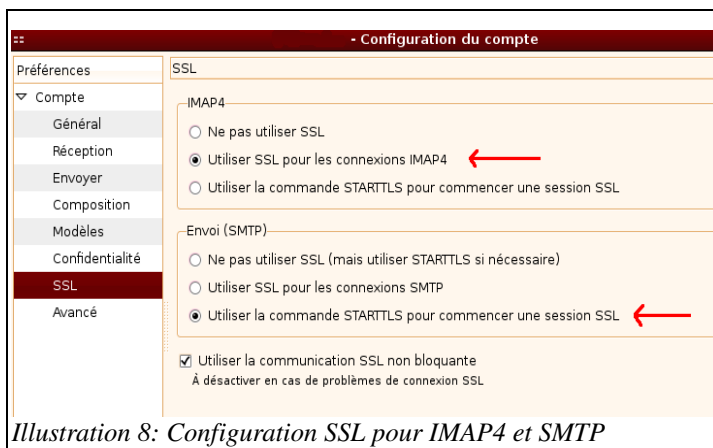 - Configuration du compte
Préférences
Compte
Général
Réception
Envoyer
Composition
Modèles
Confidentialité
SSL
Avancé
SSL
IMAP4
Ne pas utiliser SSL
Utiliser SSL pour les connexions IMAP4
Utiliser la commande STARTTLS pour commencer une session SSL
Envoi (SMTP)
Ne pas utiliser SSL (mais utiliser STARTTLS si nécessaire)
Utiliser SSL pour les connexions SMTP
Utiliser la commande STARTTLS pour commencer une session SSL
Utiliser la communication SSL non bloquante
À désactiver en cas de problèmes de connexion SSL
Illustration 8: Configuration SSL pour IMAP4 et SMTP